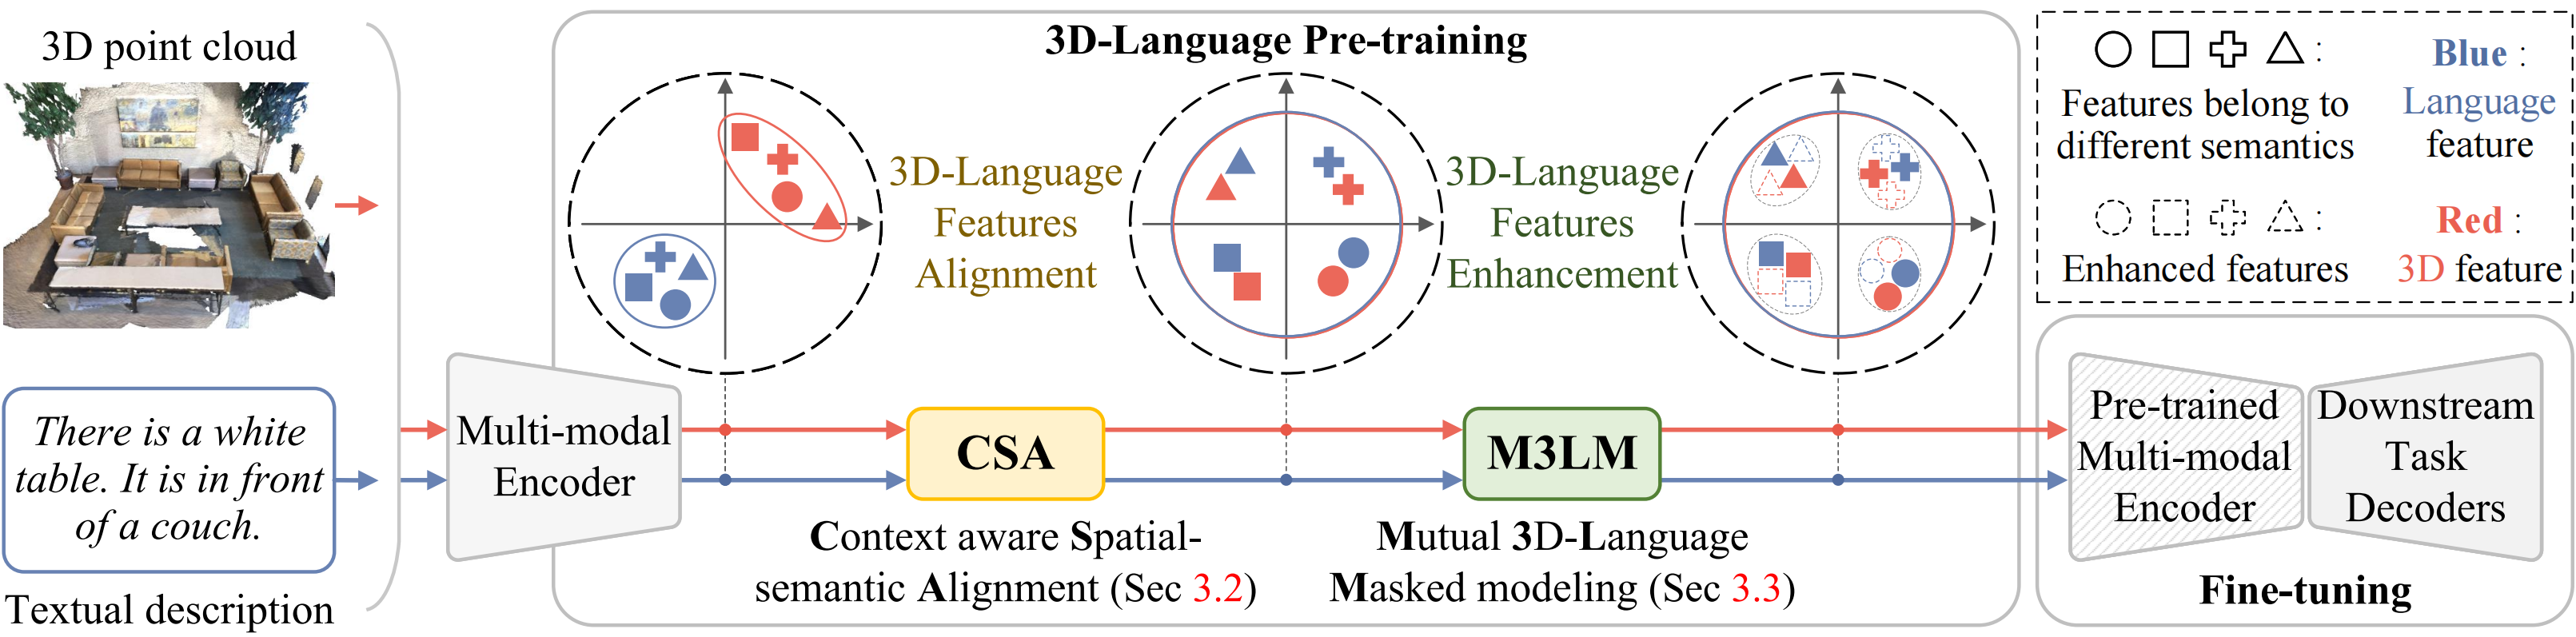 3D point cloud
There is a white
table. It is in front
of a couch.
Textual description
3D-Language Pre-training
3D-Language
Features
Alignment
3D-Language
Features
Enhancement
Multi-modal
Encoder
CSA
Context aware Spatial-
semantic Alignment (Sec 3.2)
M3LM
Mutual 3D-Language
Masked modeling (Sec 3.3)
:
Features belong to
different semantics
:
Enhanced features
Blue :
Language
feature
Red :
3D feature
Pre-trained
Multi-modal
Encoder
Downstream
Task
Decoders
Fine-tuning